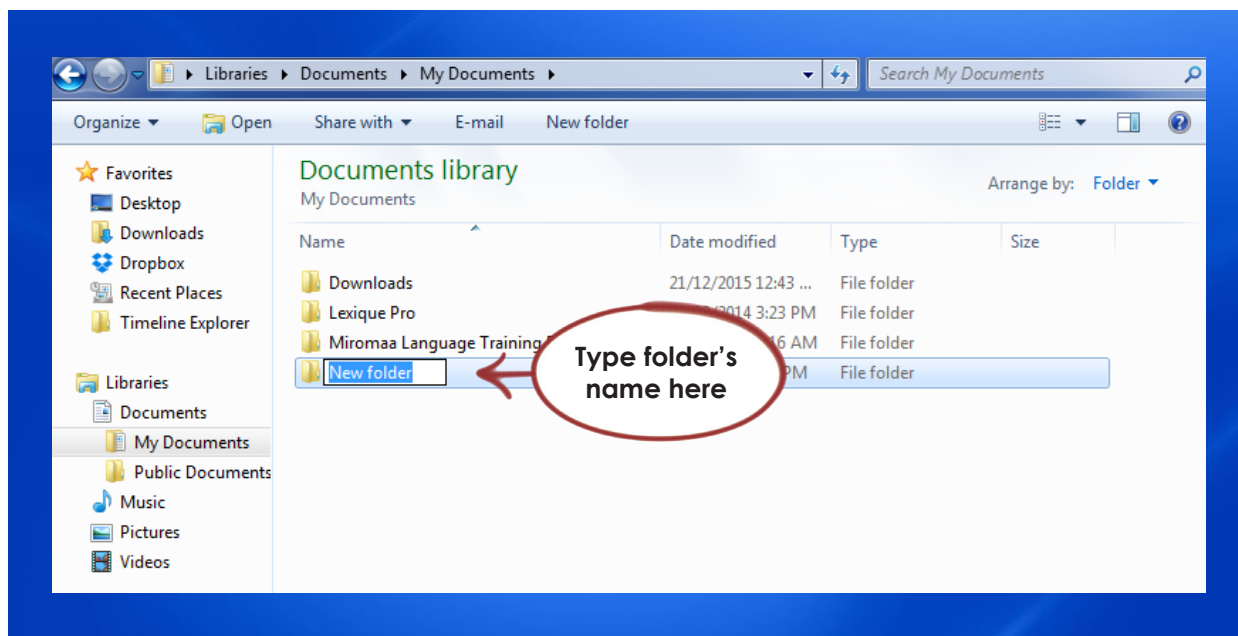 Libraries Documents My Documents Search My Documents
Organize Open Share with E-mail New folder
Favorites
Desktop
Downloads
Dropbox
Recent Places
Timeline Explorer
Libraries
Documents
My Documents
Public Documents
Music
Pictures
Videos
Documents library
My Documents
Arrange by: Folder
Name Date modified Type Size
Downloads 21/12/2015 12:43 ... File folder
Lexique Pro 3:23 PM File folder
Miromaa Language Training AM File folder
New folder PM File folder
Type folder's
name here